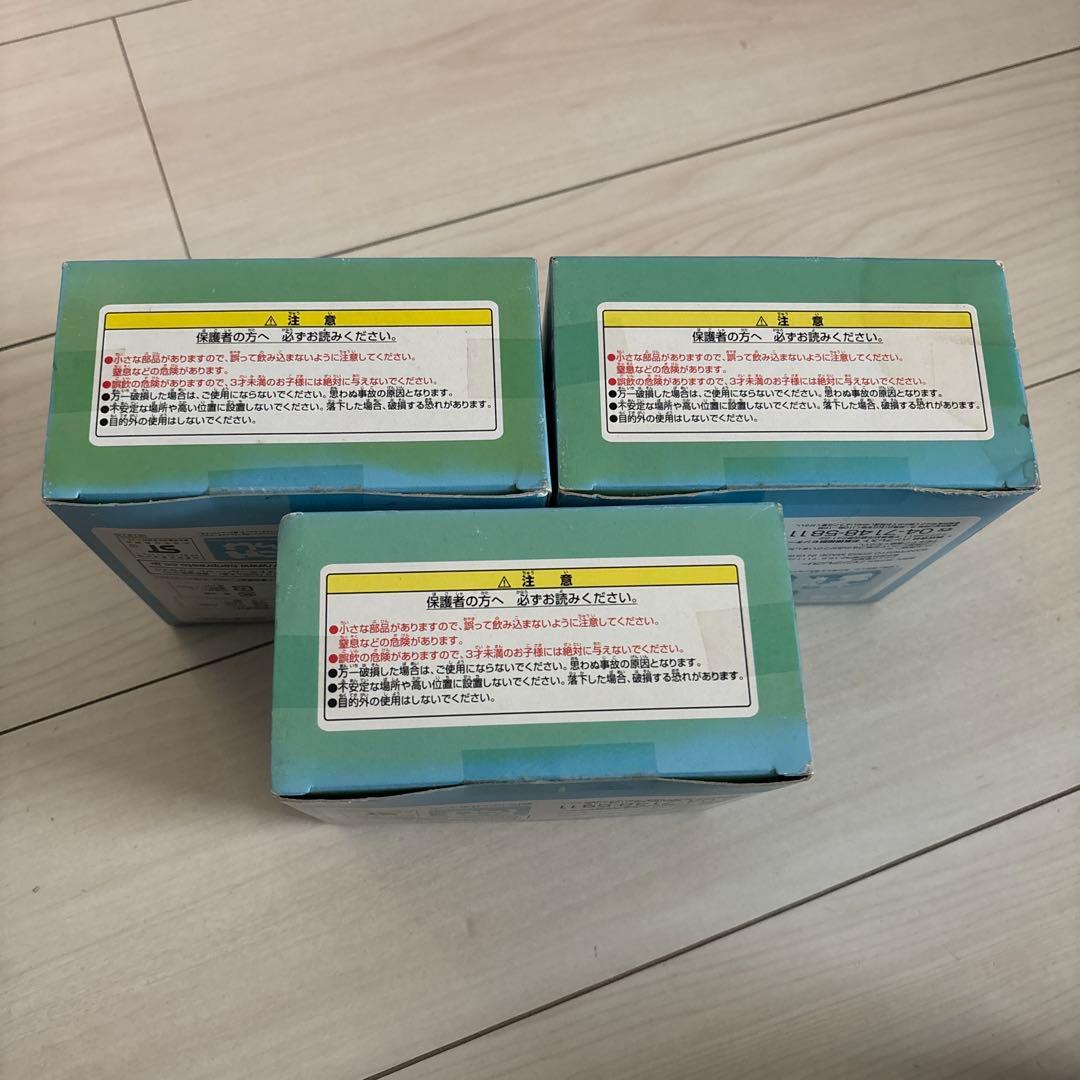 ⚠ 注意
保護者の方へ 必ずお読みください。
●小さな部品がありますので、誤って飲み込まないように注意してください。
窒息などの危険があります。
●誤飲の危険がありますので、3才未満のお子様には絶対に与えないでください。
●万一破損した場合は、ご使用にならないでください。思わぬ事故の原因となります。
●不安定な場所や高い位置に設置しないでください。落下した場合、破損する恐れがあります。
●目的外の使用はしないでください。
⚠ 注意
保護者の方へ 必ずお読みください。
●小さな部品がありますので、誤って飲み込まないように注意してください。
窒息などの危険があります。
●誤飲の危険がありますので、3才未満のお子様には絶対に与えないでください。
●万一破損した場合は、ご使用にならないでください。思わぬ事故の原因となります。
●不安定な場所や高い位置に設置しないでください。落下した場合、破損する恐れがあります。
●目的外の使用はしないでください。
ST
04-7148-5811
⚠ 注意
保護者の方へ 必ずお読みください。
●小さな部品がありますので、誤って飲み込まないように注意してください。
窒息などの危険があります。
●誤飲の危険がありますので、3才未満のお子様には絶対に与えないでください。
●万一破損した場合は、ご使用にならないでください。思わぬ事故の原因となります。
●不安定な場所や高い位置に設置しないでください。落下した場合、破損する恐れがあります。
●目的外の使用はしないでください。